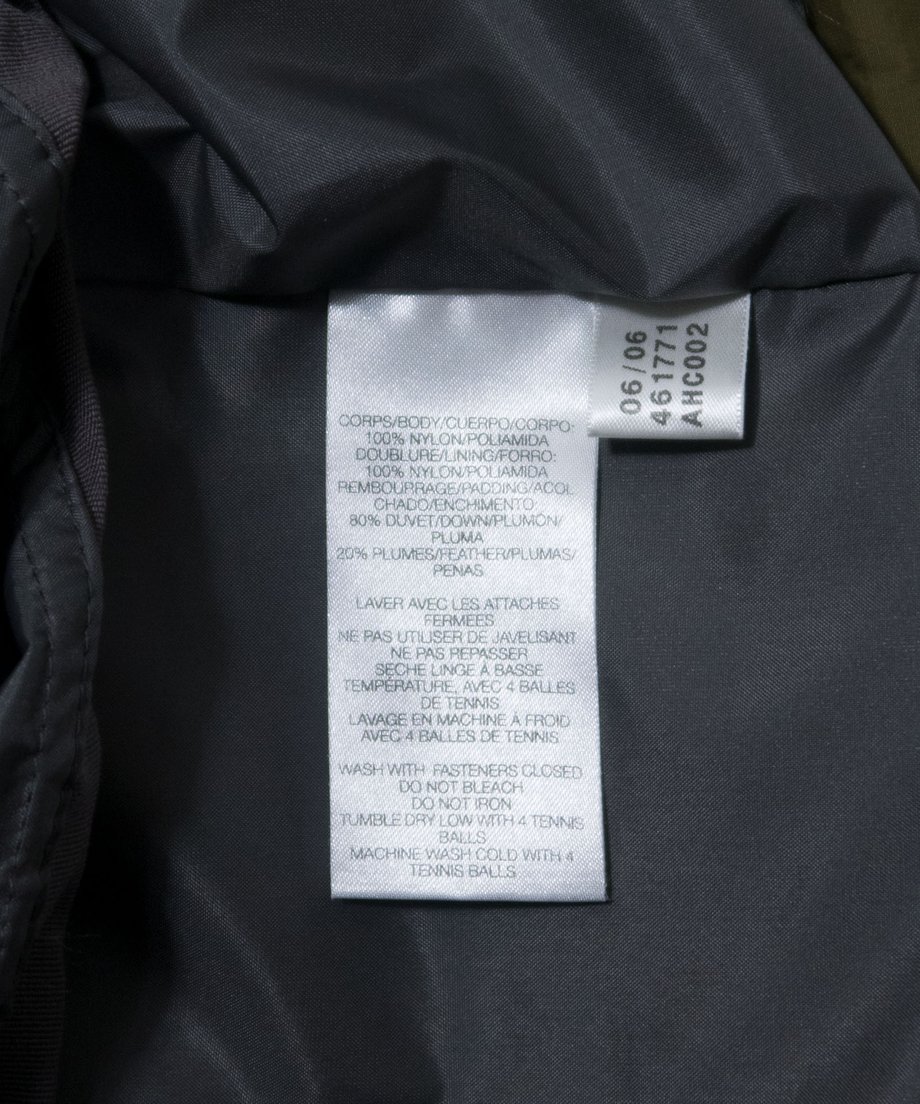 CORPS/BODY/CUERPO/CORPO:
100% NYLON/POLIAMIDA
DOUBLURE/LINING/FORRO:
100% NYLON/POLIAMIDA
REMBOURRAGE/PADDING/ACOL
CHADO/ENCHIMENTO
80% DUVET/DOWN/PLUMÓN/
PLUMA
20% PLUMES/FEATHER/PLUMAS/
PENAS
LAVER AVEC LES ATTACHES
FERMEES
NE PAS UTILISER DE JAVELISANT
NE PAS REPASSER
SECHE LINGE À BASSE
TEMPÉRATURE, AVEC 4 BALLES
DE TENNIS
LAVAGE EN MACHINE À FROID
AVEC 4 BALLES DE TENNIS
WASH WITH FASTENERS CLOSED
DO NOT BLEACH
DO NOT IRON
TUMBLE DRY LOW WITH 4 TENNIS
BALLS
MACHINE WASH COLD WITH 4
TENNIS BALLS
06/06
461771
AHC002